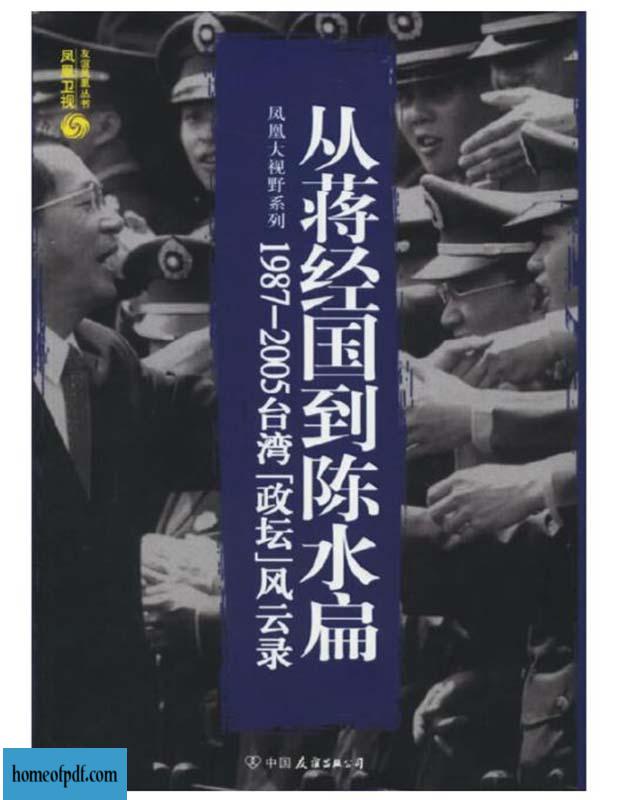 友谊凤凰丛书
凤凰卫视
从蒋经国到陈水扁
凤凰大视野系列
1987—2005台湾「政坛」风云录
中国友谊出版公司
homeofpdf.com